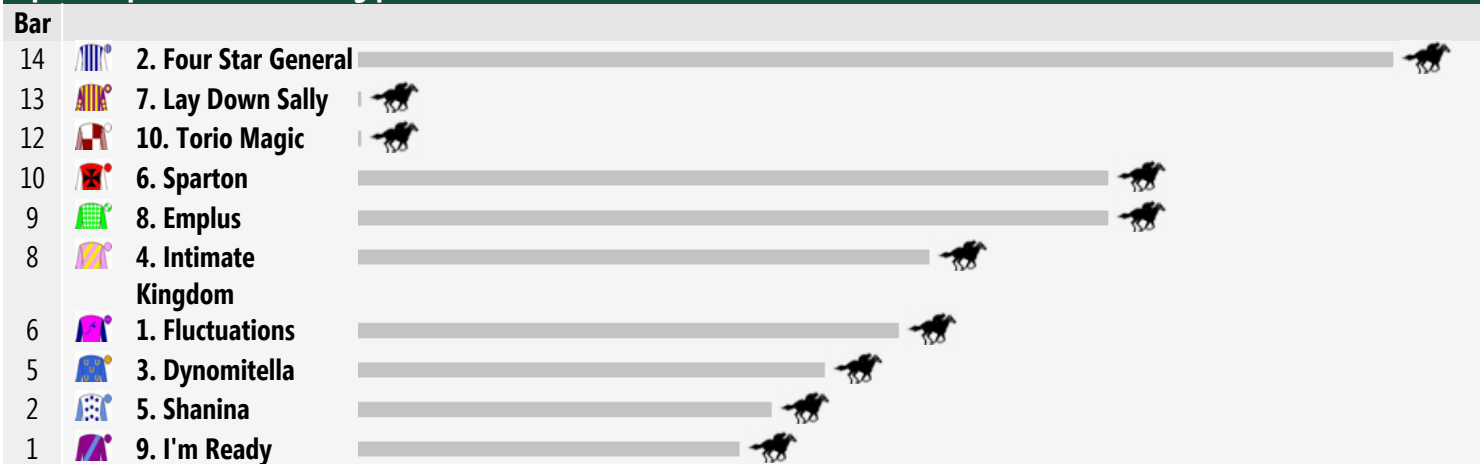 Bar
14 2. Four Star General
13 7. Lay Down Sally
12 10. Torio Magic
10 6. Sparton
9 8. Emplus
8 4. Intimate
Kingdom
6 1. Fluctuations
5 3. Dynomitella
2 5. Shanina
1 9. I'm Ready